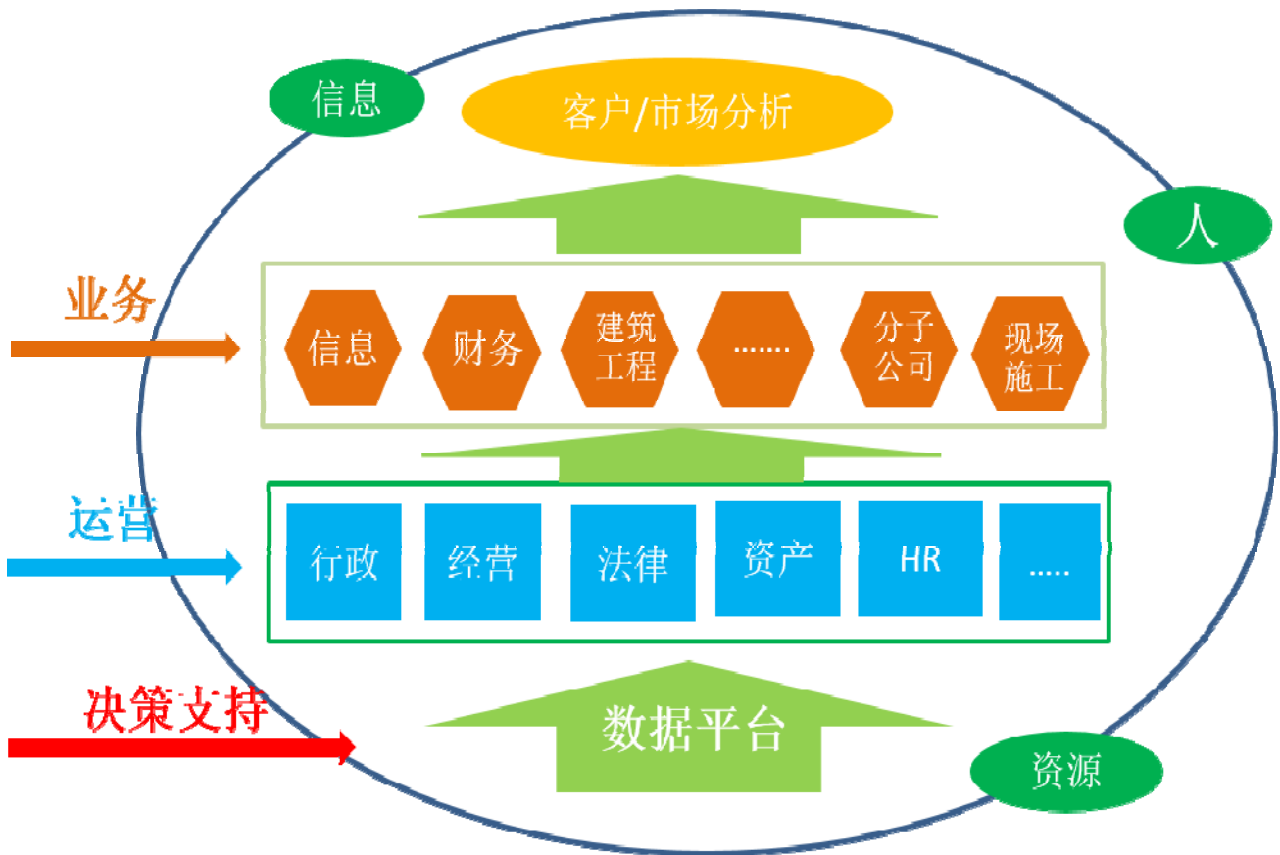 信息
客户/市场分析
人
业务
信息
财务
建筑
工程
.......
分子
公司
现场
施工
运营
行政
经营
法律
资产
HR
.....
决策支持
数据平台
资源